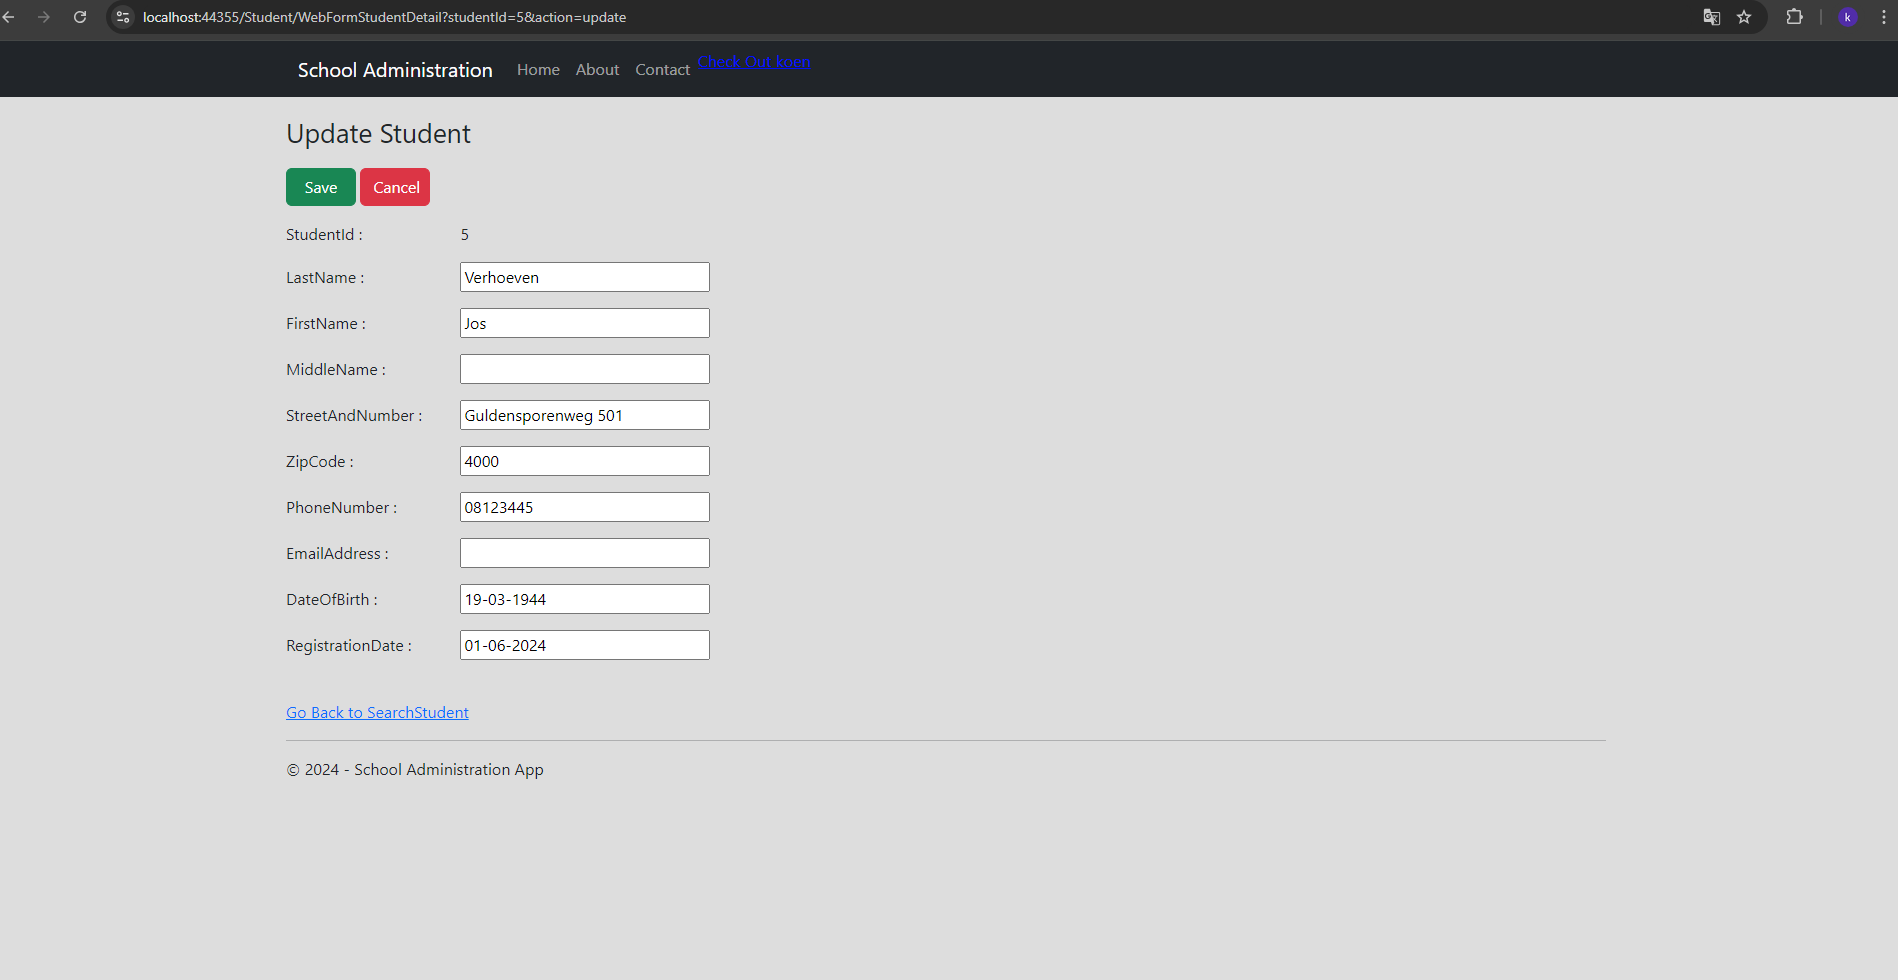 localhost:44355/Student/WebFormStudentDetail?studentId=5&action=update
k
School Administration Home About Contact Check Out koen
Update Student
Save Cancel
StudentId : 5
LastName : Verhoeven
FirstName : Jos
MiddleName :
StreetAndNumber : Guldensporenweg 501
ZipCode : 4000
PhoneNumber : 08123445
EmailAddress :
DateOfBirth : 19-03-1944
RegistrationDate : 01-06-2024
Go Back to SearchStudent
© 2024 - School Administration App